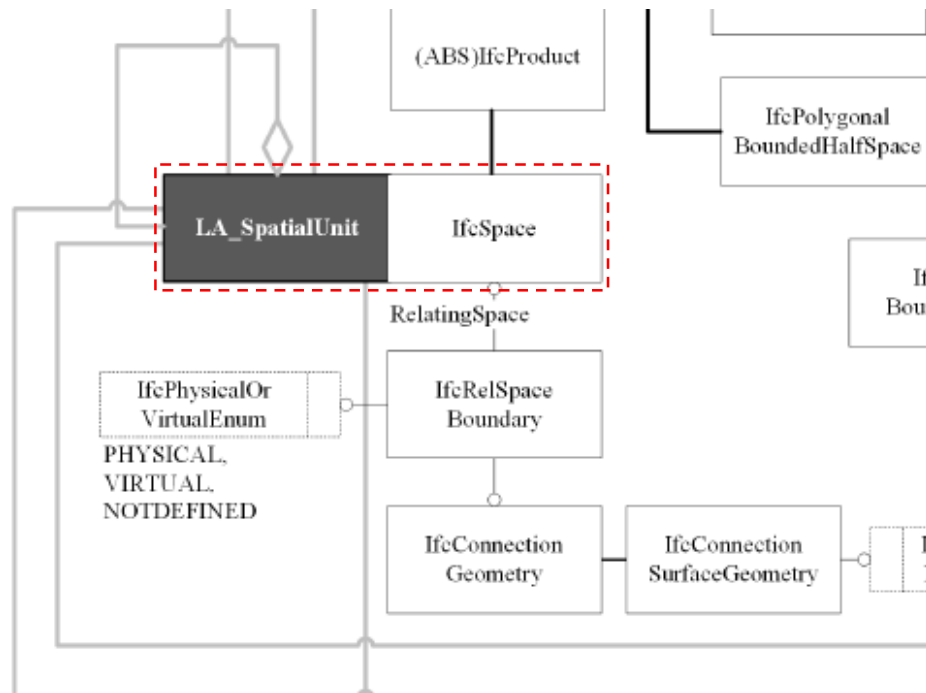 (ABS)IfcProduct
IfcPolygonal
BoundedHalfSpace
LA_SpatialUnit
IfcSpace
RelatingSpace
IfcPhysicalOr
VirtualEnum
PHYSICAL,
VIRTUAL,
NOTDEFINED
IfcRelSpace
Boundary
IfcConnection
Geometry
IfcConnection
SurfaceGeometry